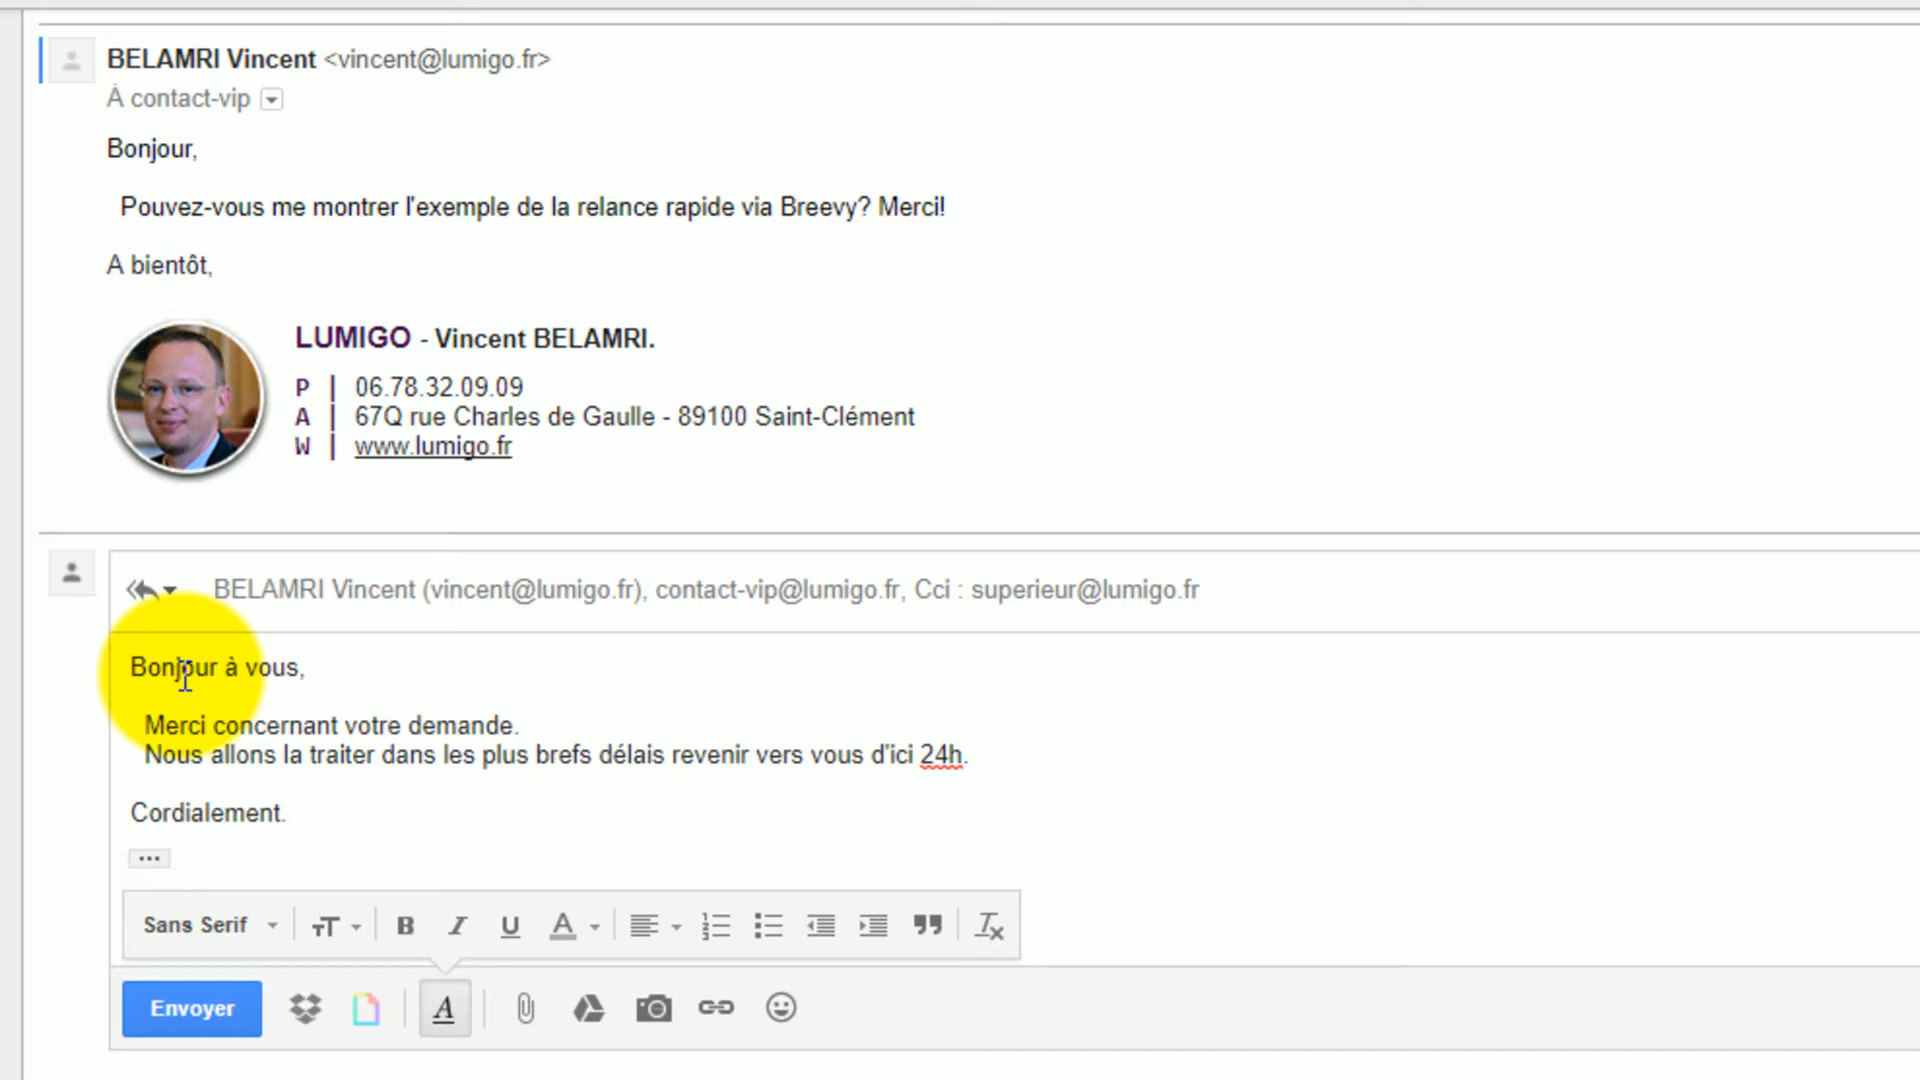 BELAMRI Vincent <vincent@lumigo.fr>
À contact-vip
Bonjour,
Pouvez-vous me montrer l'exemple de la relance rapide via Breevy? Merci!
A bientôt,
LUMIGO - Vincent BELAMRI.
P | 06.78.32.09.09
A | 67Q rue Charles de Gaulle - 89100 Saint-Clément
W | www.lumigo.fr
BELAMRI Vincent (vincent@lumigo.fr), contact-vip@lumigo.fr, Cci : superieur@lumigo.fr
Bonjour à vous,
Merci concernant votre demande.
Nous allons la traiter dans les plus brefs délais revenir vers vous d'ici 24h.
Cordialement.
Sans Serif
Envoyer